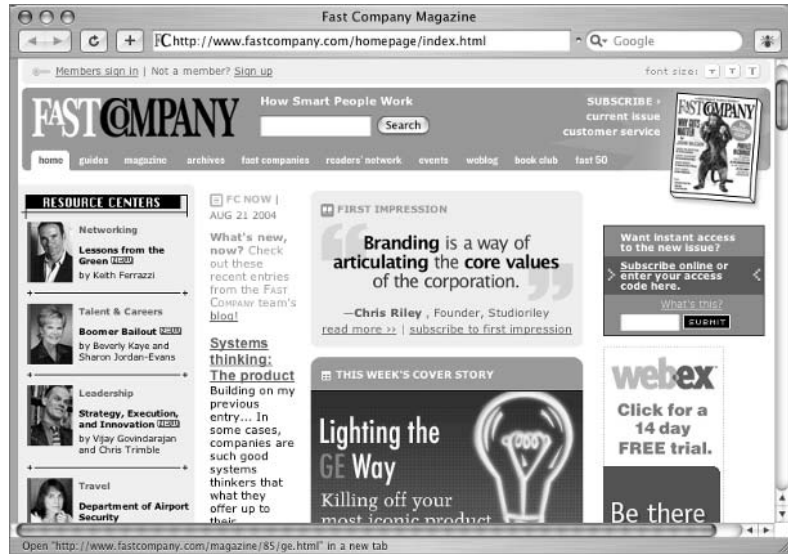 Fast Company Magazine
FC http://www.fastcompany.com/homepage/index.html
Google
Members sign in | Not a member? Sign up
font size: T T T
FAST COMPANY
How Smart People Work
Search
SUBSCRIBE ›
current issue
customer service
FAST COMPANY
home guides magazine archives fast companies readers' network events weblog book club fast 50
RESOURCE CENTERS
Networking
Lessons from the
Green NEW
by Keith Ferrazzi
Talent & Careers
Boomer Bailout NEW
by Beverly Kaye and
Sharon Jordan-Evans
Leadership
Strategy, Execution,
and Innovation NEW
by Vijay Govindarajan
and Chris Trimble
Travel
Department of Airport
Security
FC NOW |
AUG 21 2004
What's new,
now? Check
out these
recent entries
from the FAST
COMPANY team's
blog!
Systems
thinking:
The product
Building on my
previous
entry... In
some cases,
companies are
such good
systems
thinkers that
what they
offer up to
their
FIRST IMPRESSION
Branding is a way of
articulating the core values
of the corporation.
—Chris Riley , Founder, Studioriley
read more ›› | subscribe to first impression
THIS WEEK'S COVER STORY
Lighting the
GE Way
Killing off your
most iconic product
Want instant access
to the new issue?
Subscribe online or
enter your access
code here.
What's this?
SUBMIT
webex
Click for a
14 day
FREE trial.
Be there
Open "http://www.fastcompany.com/magazine/85/ge.html" in a new tab